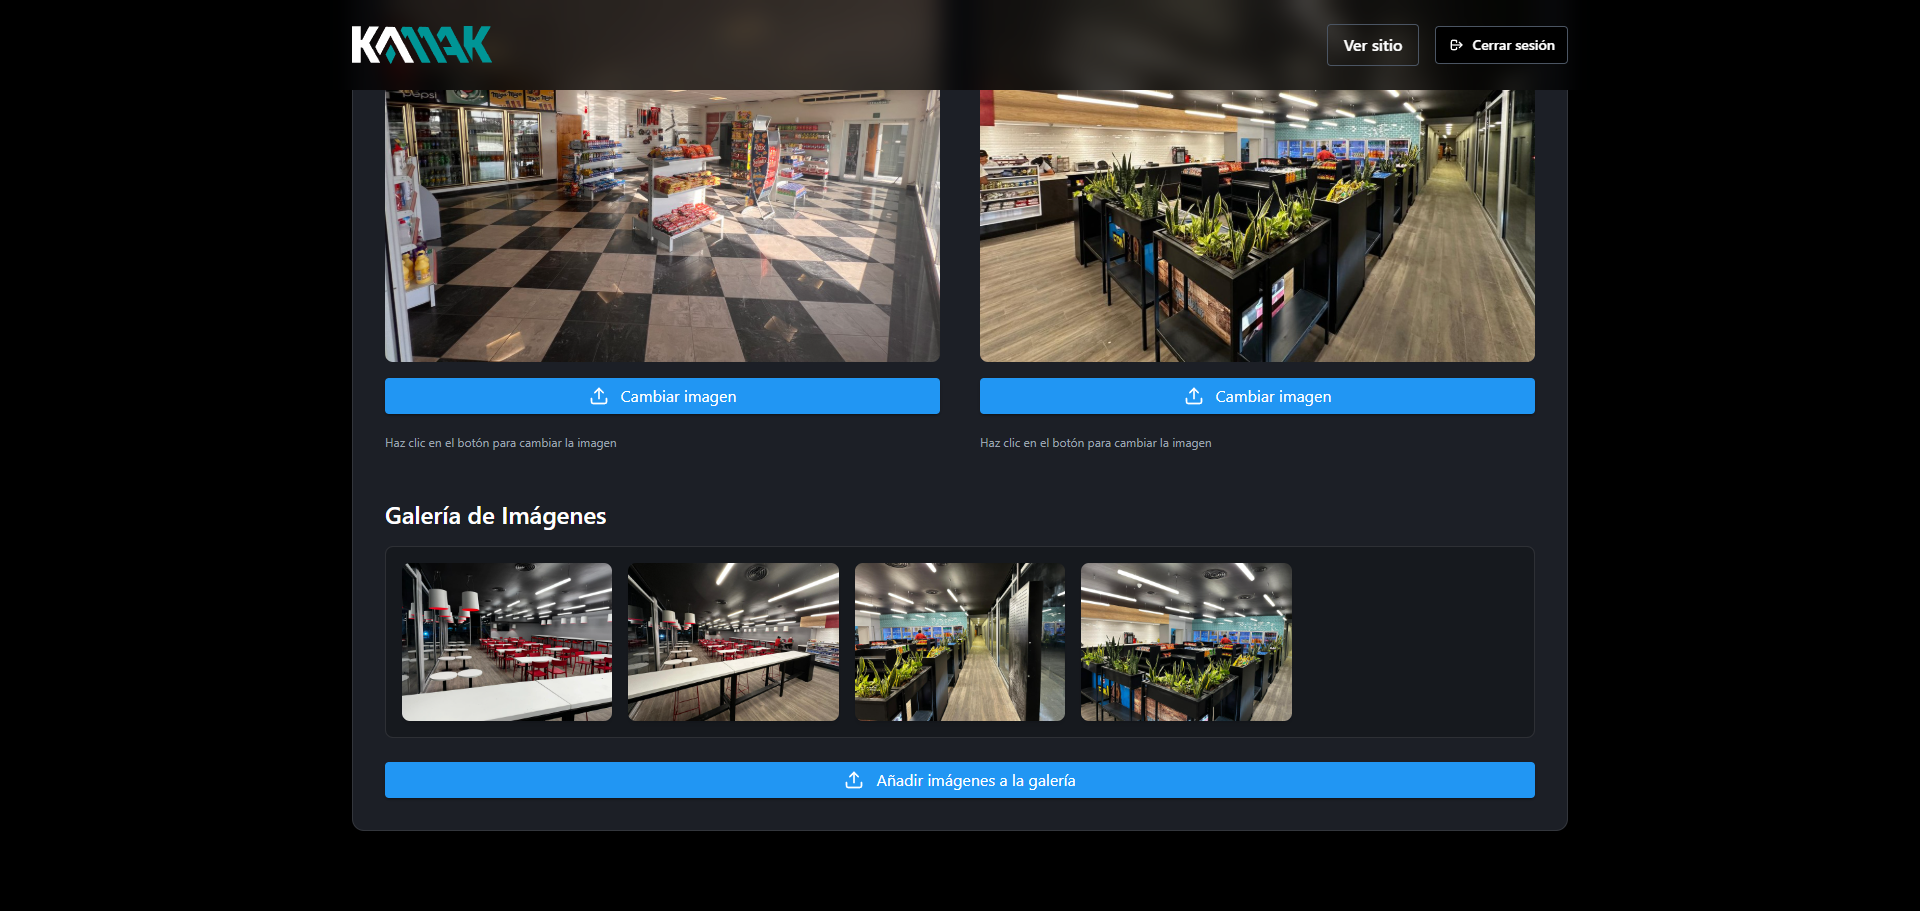 KAMAK
Ver sitio
Cerrar sesión
pepsi
Cambiar imagen
Cambiar imagen
Haz clic en el botón para cambiar la imagen
Haz clic en el botón para cambiar la imagen
Galería de Imágenes
Añadir imágenes a la galería